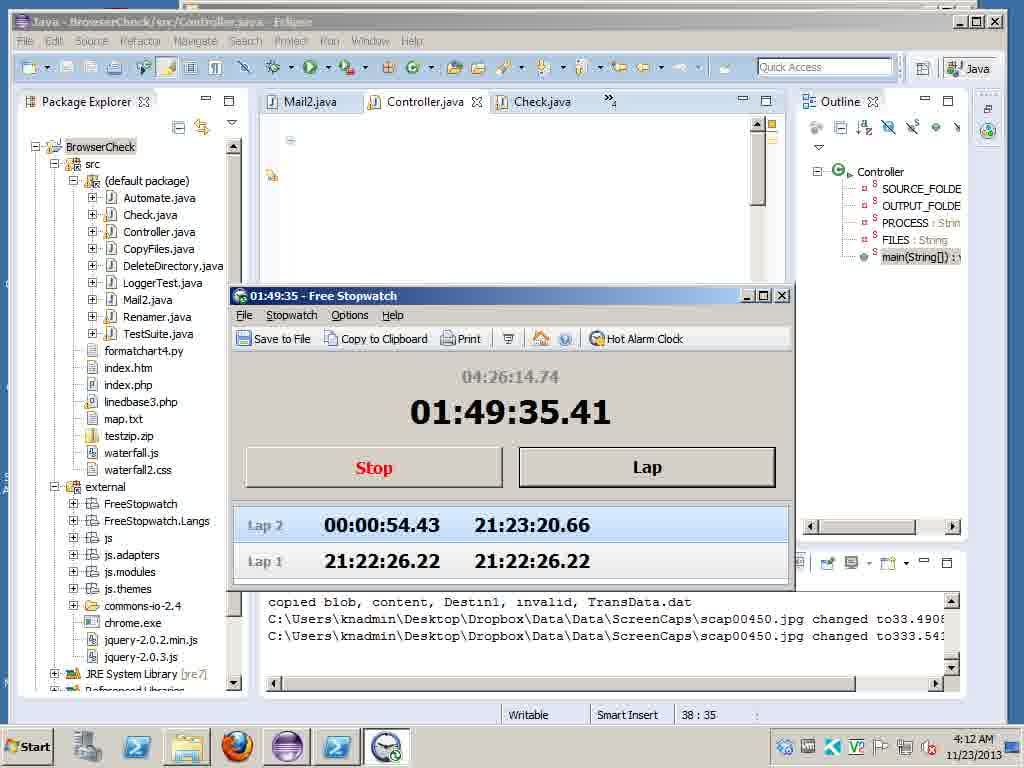 Java - BrowserCheck/src/Controller.java - Eclipse
File Edit Source Refactor Navigate Search Project Run Window Help
Quick Access
Java
Package Explorer
Mail2.java
Controller.java
Check.java
»4
Outline
BrowserCheck
src
(default package)
Automate.java
Check.java
Controller.java
CopyFiles.java
DeleteDirectory.java
LoggerTest.java
Mail2.java
Renamer.java
TestSuite.java
formatchart4.py
index.htm
index.php
linedbase3.php
map.txt
testzip.zip
waterfall.js
waterfall2.css
external
FreeStopwatch
FreeStopwatch.Langs
js
js.adapters
js.modules
js.themes
commons-io-2.4
chrome.exe
jquery-2.0.2.min.js
jquery-2.0.3.js
JRE System Library [jre7]
Referenced Libraries
Controller
SOURCE_FOLDE
OUTPUT_FOLDE
PROCESS : Strin
FILES : String
main(String[]) : v
01:49:35 - Free Stopwatch
File Stopwatch Options Help
Save to File Copy to Clipboard Print Hot Alarm Clock
04:26:14.74
01:49:35.41
Stop Lap
Lap 2 00:00:54.43 21:23:20.66
Lap 1 21:22:26.22 21:22:26.22
copied blob, content, Destin1, invalid, TransData.dat
C:\Users\knadmin\Desktop\Dropbox\Data\Data\ScreenCaps\scap00450.jpg changed to33.4908
C:\Users\knadmin\Desktop\Dropbox\Data\Data\ScreenCaps\scap00450.jpg changed to333.541
Writable Smart Insert 38 : 35
Start
4:12 AM
11/23/2013